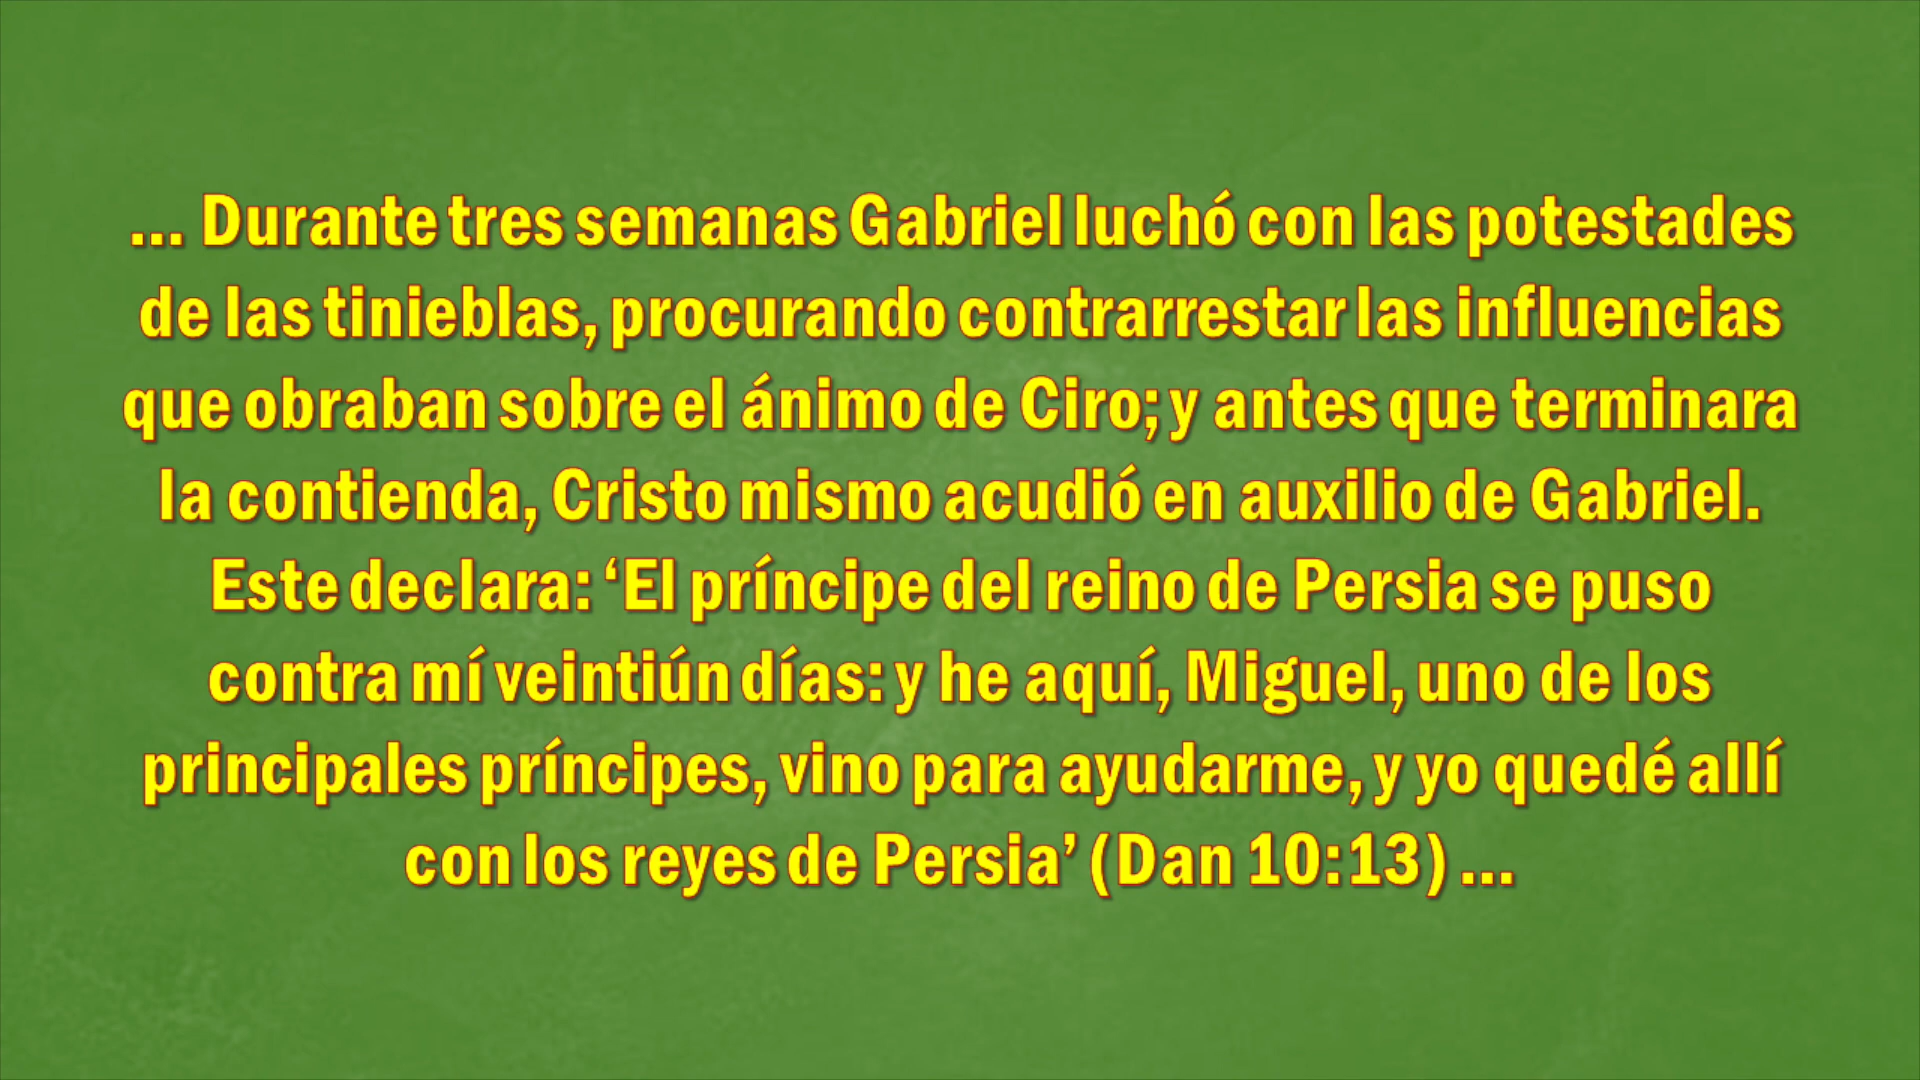 ... Durante tres semanas Gabriel luchó con las potestades
de las tinieblas, procurando contrarrestar las influencias
que obraban sobre el ánimo de Ciro; y antes que terminara
la contienda, Cristo mismo acudió en auxilio de Gabriel.
Este declara: ‘El príncipe del reino de Persia se puso
contra mí veintiún días: y he aquí, Miguel, uno de los
principales príncipes, vino para ayudarme, y yo quedé allí
con los reyes de Persia’ (Dan 10:13) ...